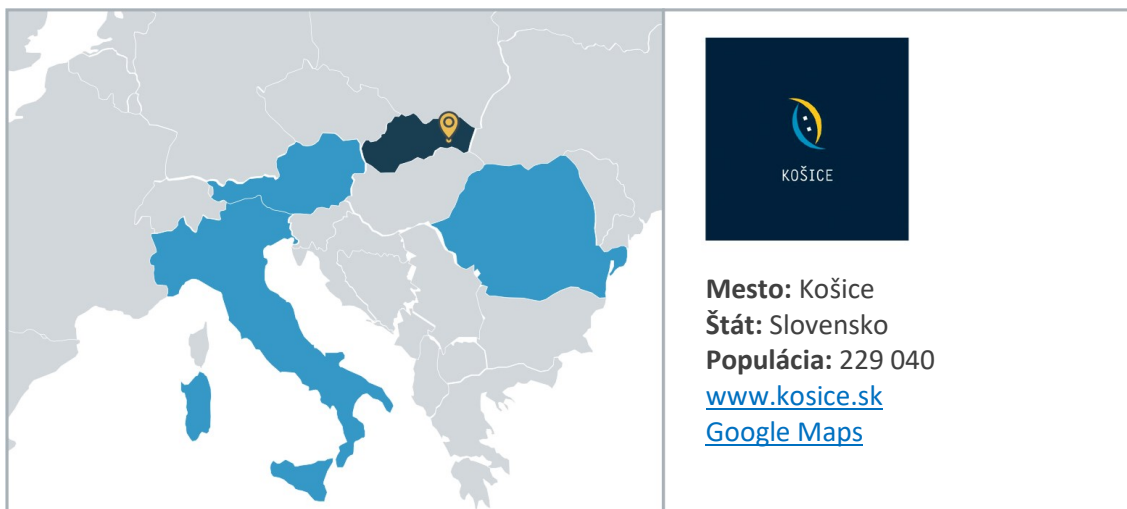 KOŠICE
Mesto: Košice
Štát: Slovensko
Populácia: 229 040
www.kosice.sk
Google Maps